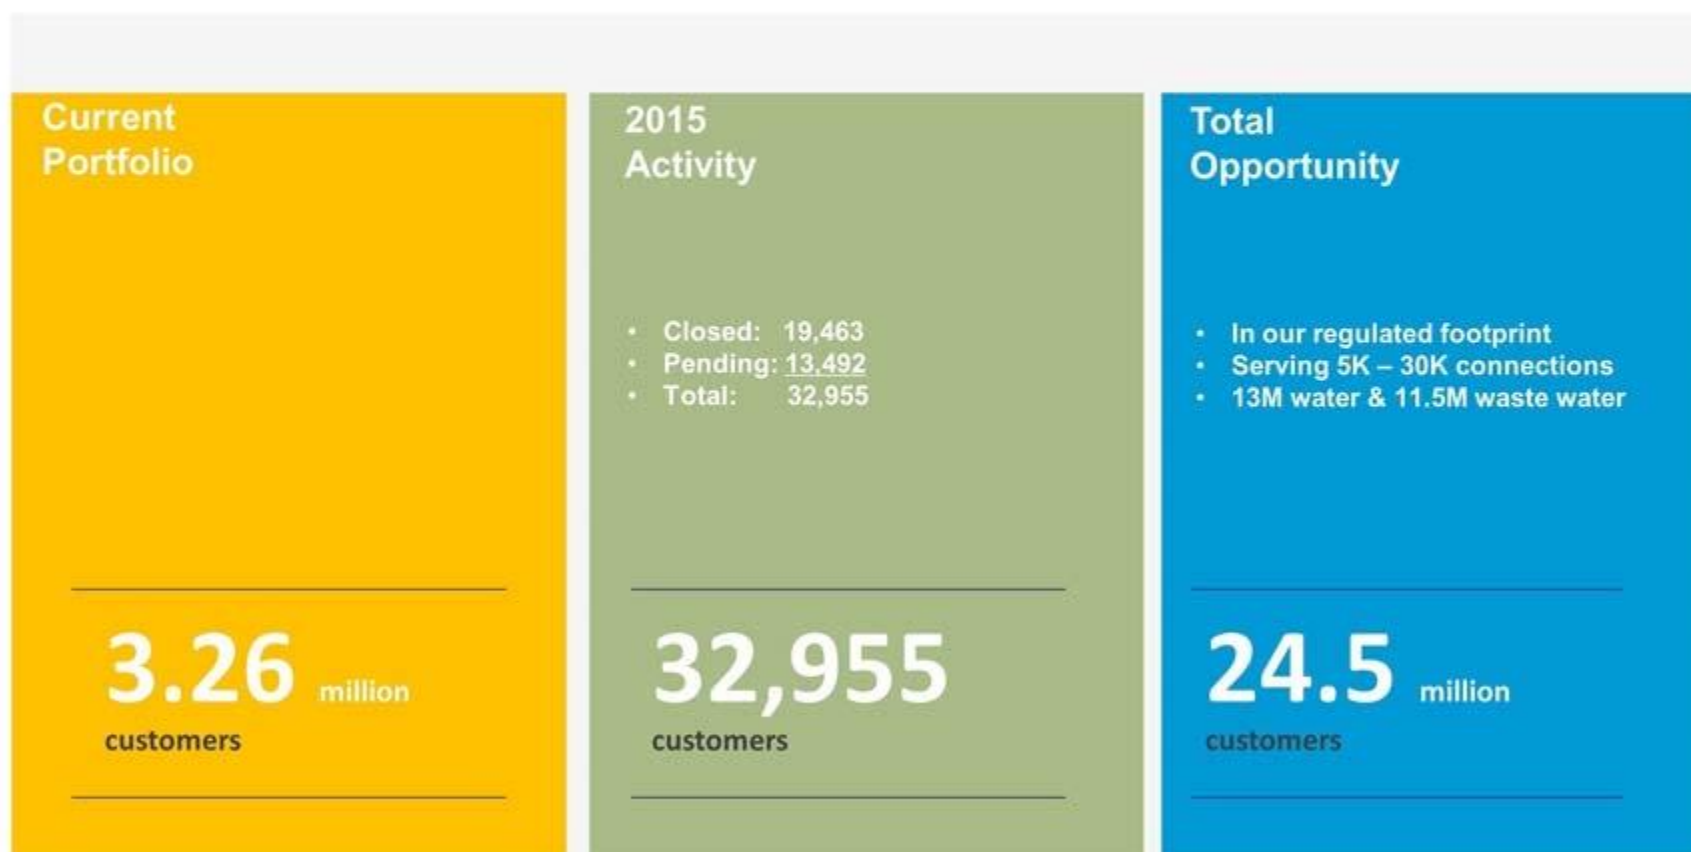 Current
Portfolio
3.26 million
customers
2015
Activity
• Closed: 19,463
• Pending: 13,492
• Total: 32,955
32,955
customers
Total
Opportunity
• In our regulated footprint
• Serving 5K – 30K connections
• 13M water & 11.5M waste water
24.5 million
customers